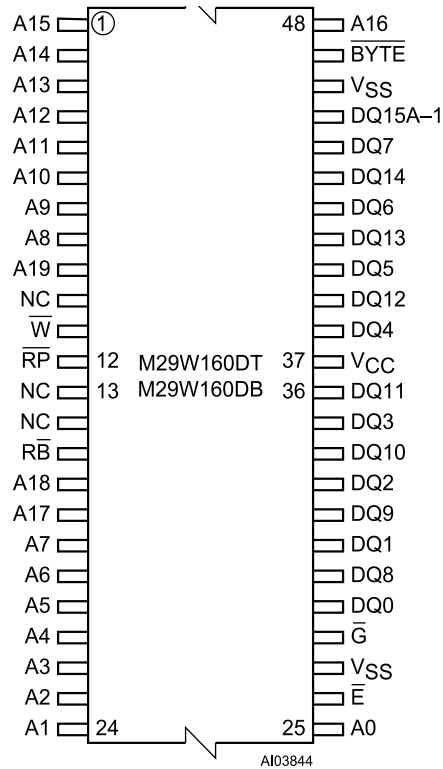 A15 1 48 A16
A14 B̅Y̅T̅E̅
A13 VSS
A12 DQ15A–1
A11 DQ7
A10 DQ14
A9 DQ6
A8 DQ13
A19 DQ5
NC DQ12
W̅ DQ4
R̅P̅ 12 M29W160DT 37 VCC
NC 13 M29W160DB 36 DQ11
NC DQ3
RB̅ DQ10
A18 DQ2
A17 DQ9
A7 DQ1
A6 DQ8
A5 DQ0
A4 G̅
A3 VSS
A2 E̅
A1 24 25 A0
AI03844